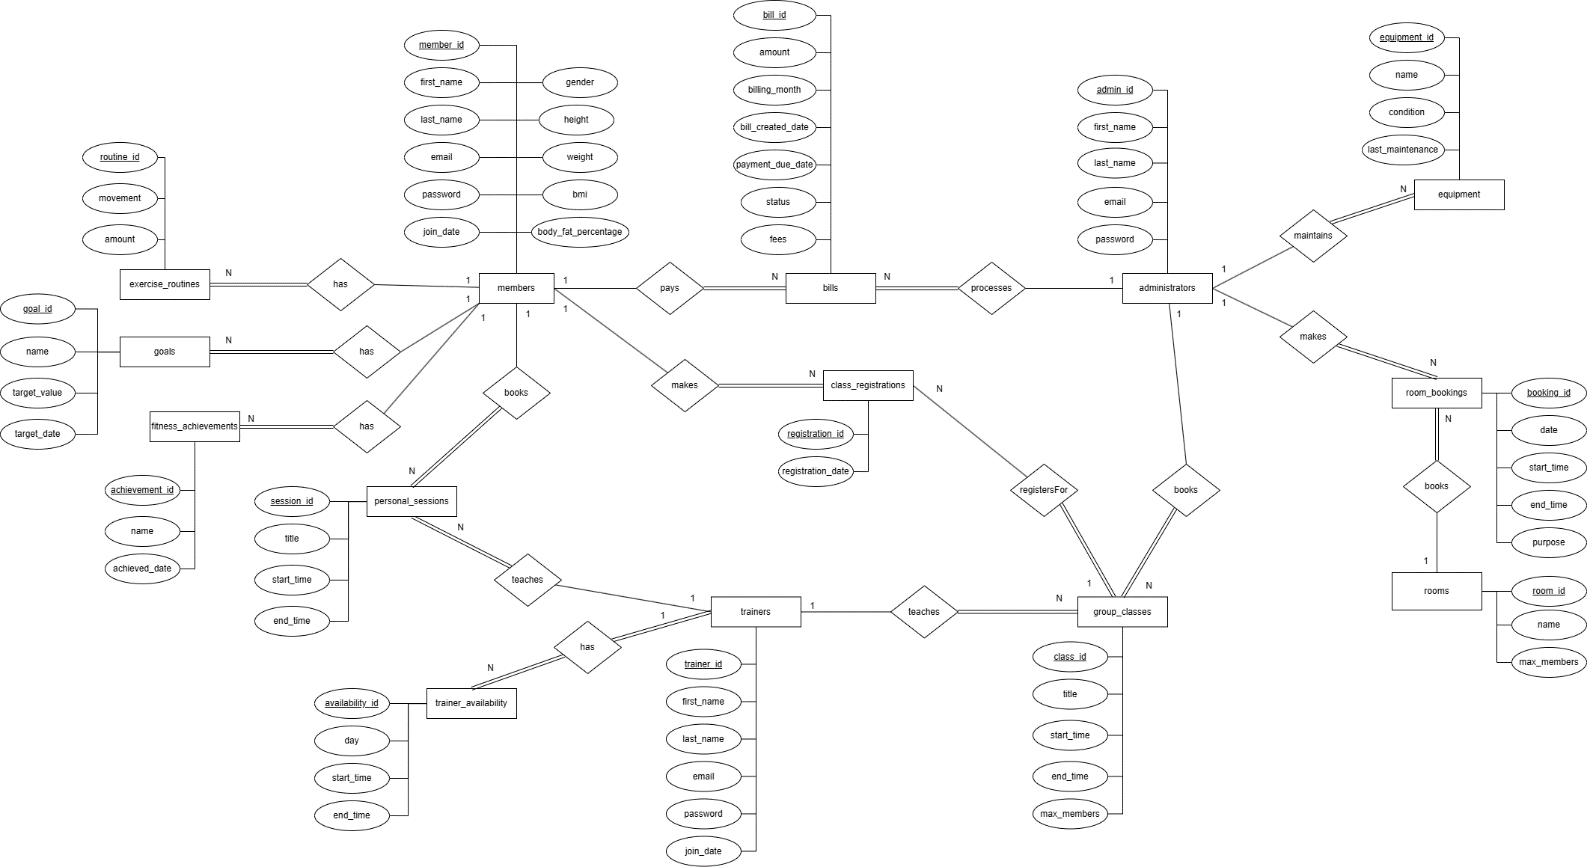 bill_id
amount
billing_month
bill_created_date
payment_due_date
status
fees
member_id
first_name
last_name
email
password
join_date
gender
height
weight
bmi
body_fat_percentage
admin_id
first_name
last_name
email
password
equipment_id
name
condition
last_maintenance
equipment
N
maintains
routine_id
movement
amount
exercise_routines
N
has
1
members
1
pays
N
bills
N
processes
1
administrators
1
1
1
makes
N
goal_id
name
target_value
target_date
goals
N
has
1
1
1
1
fitness_achievements
N
has
books
makes
N
class_registrations
N
registration_id
registration_date
room_bookings
N
booking_id
date
start_time
end_time
purpose
achievement_id
name
achieved_date
N
personal_sessions
N
session_id
title
start_time
end_time
registersFor
books
books
1
rooms
room_id
name
max_members
teaches
1
1
has
N
trainers
1
teaches
N
1
N
group_classes
availability_id
day
start_time
end_time
trainer_availability
trainer_id
first_name
last_name
email
password
join_date
class_id
title
start_time
end_time
max_members